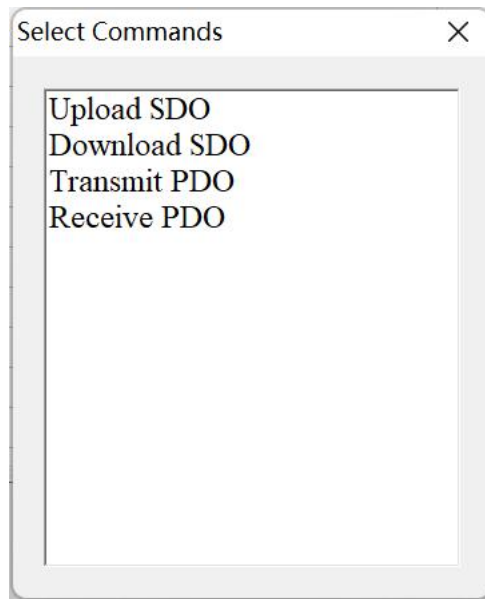 Select Commands
Upload SDO
Download SDO
Transmit PDO
Receive PDO